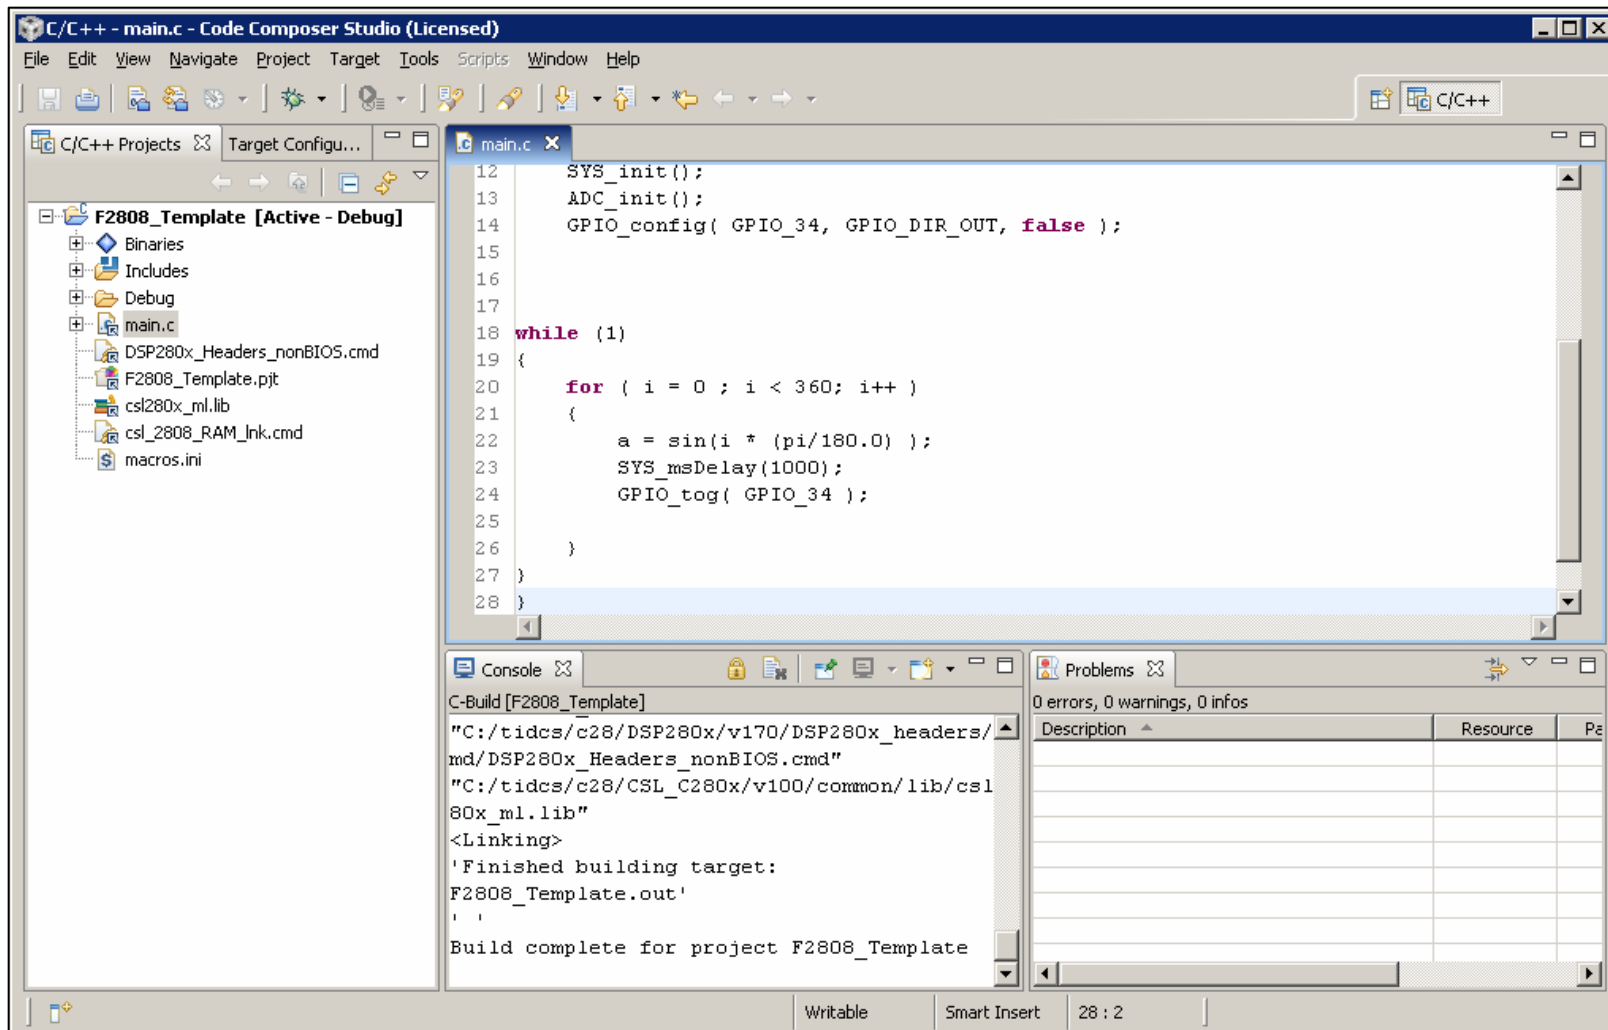 C/C++ - main.c - Code Composer Studio (Licensed)
File Edit View Navigate Project Target Tools Scripts Window Help
C/C++
C/C++ Projects Target Configu...
F2808_Template [Active - Debug]
Binaries
Includes
Debug
main.c
DSP280x_Headers_nonBIOS.cmd
F2808_Template.pjt
csl280x_ml.lib
csl_2808_RAM_lnk.cmd
macros.ini
main.c
12 SYS_init();
13 ADC_init();
14 GPIO_config( GPIO_34, GPIO_DIR_OUT, false );
15
16
17
18 while (1)
19 {
20 for ( i = 0 ; i < 360; i++ )
21 {
22 a = sin(i * (pi/180.0) );
23 SYS_msDelay(1000);
24 GPIO_tog( GPIO_34 );
25
26 }
27 }
28 }
Console
C-Build [F2808_Template]
"C:/tidcs/c28/DSP280x/v170/DSP280x_headers/
md/DSP280x_Headers_nonBIOS.cmd"
"C:/tidcs/c28/CSL_C280x/v100/common/lib/csl
80x_ml.lib"
<Linking>
'Finished building target:
F2808_Template.out'
' '
Build complete for project F2808_Template
Problems
0 errors, 0 warnings, 0 infos
Description Resource Pa
Writable Smart Insert 28 : 2